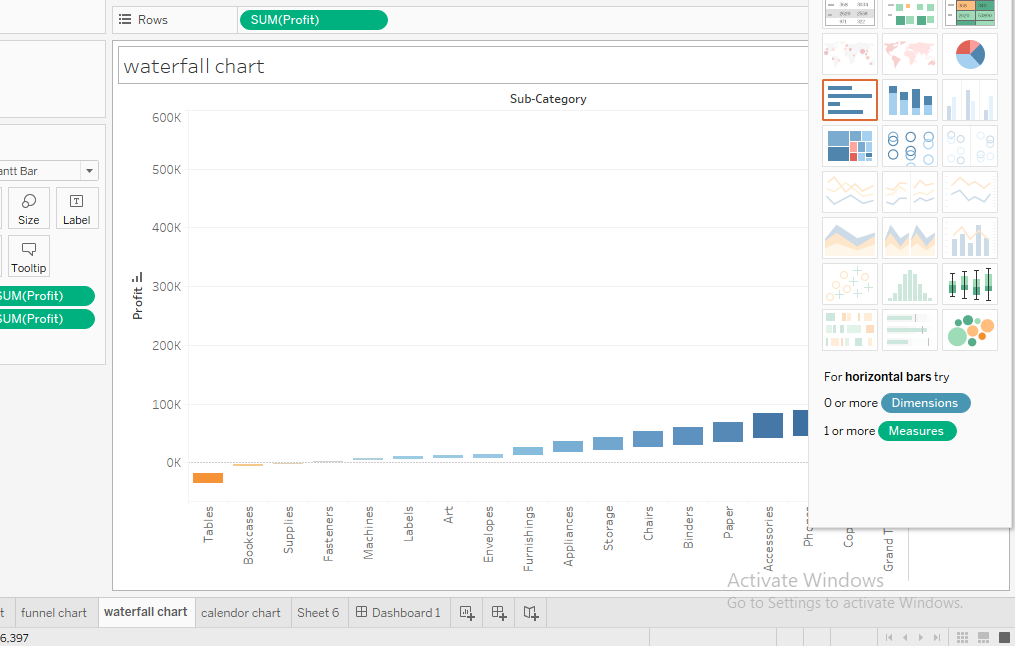 Rows
SUM(Profit)
waterfall chart
Sub-Category
600K
500K
400K
300K
200K
100K
0K
Profit
Tables
Bookcases
Supplies
Fasteners
Machines
Labels
Art
Envelopes
Furnishings
Appliances
Storage
Chairs
Binders
Paper
Accessories
antt Bar
Size
Label
Tooltip
SUM(Profit)
SUM(Profit)
For horizontal bars try
0 or more Dimensions
1 or more Measures
Activate Windows
Go to Settings to activate Windows.
funnel chart
waterfall chart
calendor chart
Sheet 6
Dashboard 1
6,397